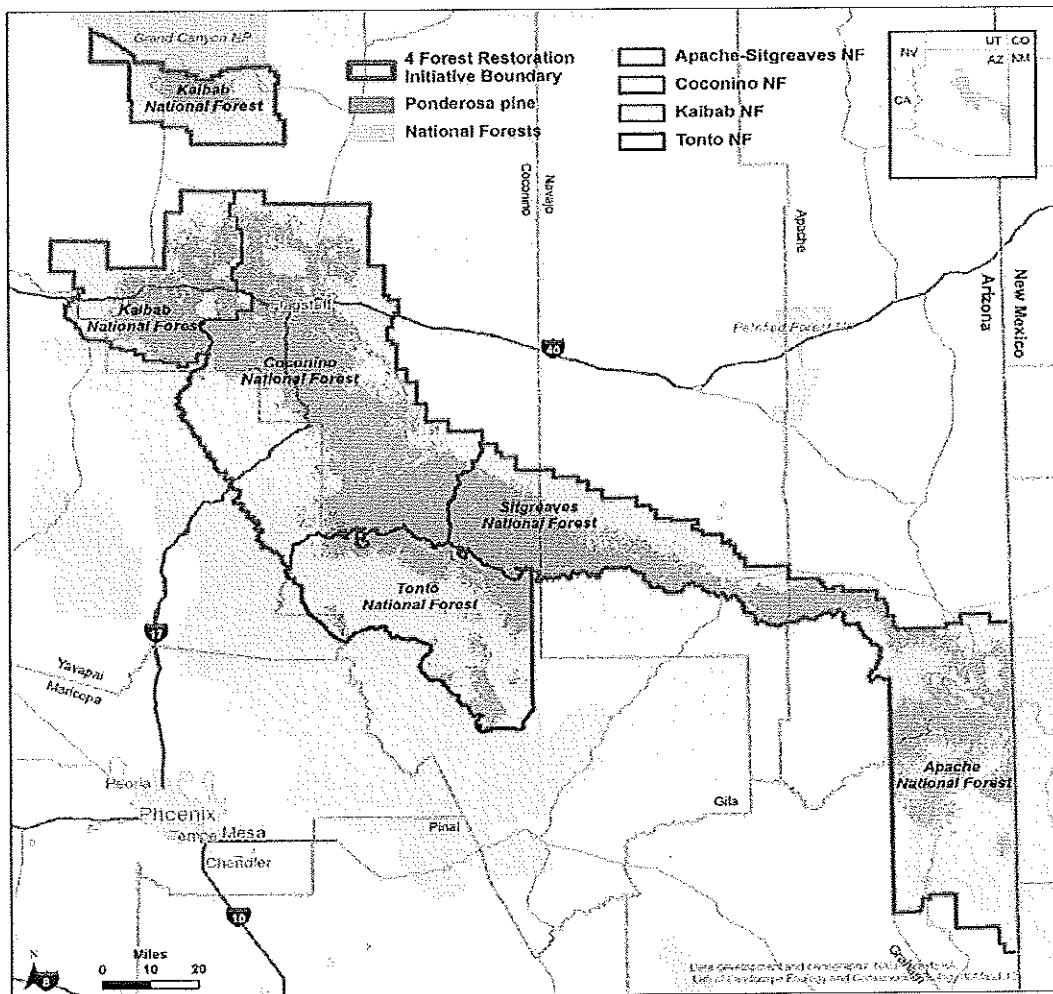 Grand Canyon NP
Kaibab
National Forest
4 Forest Restoration
Initiative Boundary
Ponderosa pine
National Forests
Apache-Sitgreaves NF
Coconino NF
Kaibab NF
Tonto NF
UT CO
NV
AZ NM
CA
Coconino
Navajo
Apache
Arizona
New Mexico
Kaibab
National Forest
Flagstaff
Coconino
National Forest
40
Petrified Forest NP
Sitgreaves
National Forest
Tonto
National Forest
17
Yavapai
Maricopa
Apache
National Forest
Peoria
Phoenix
Tempe
Mesa
Chandler
Pinal
Gila
10
Graham
N
Miles
0 10 20
8